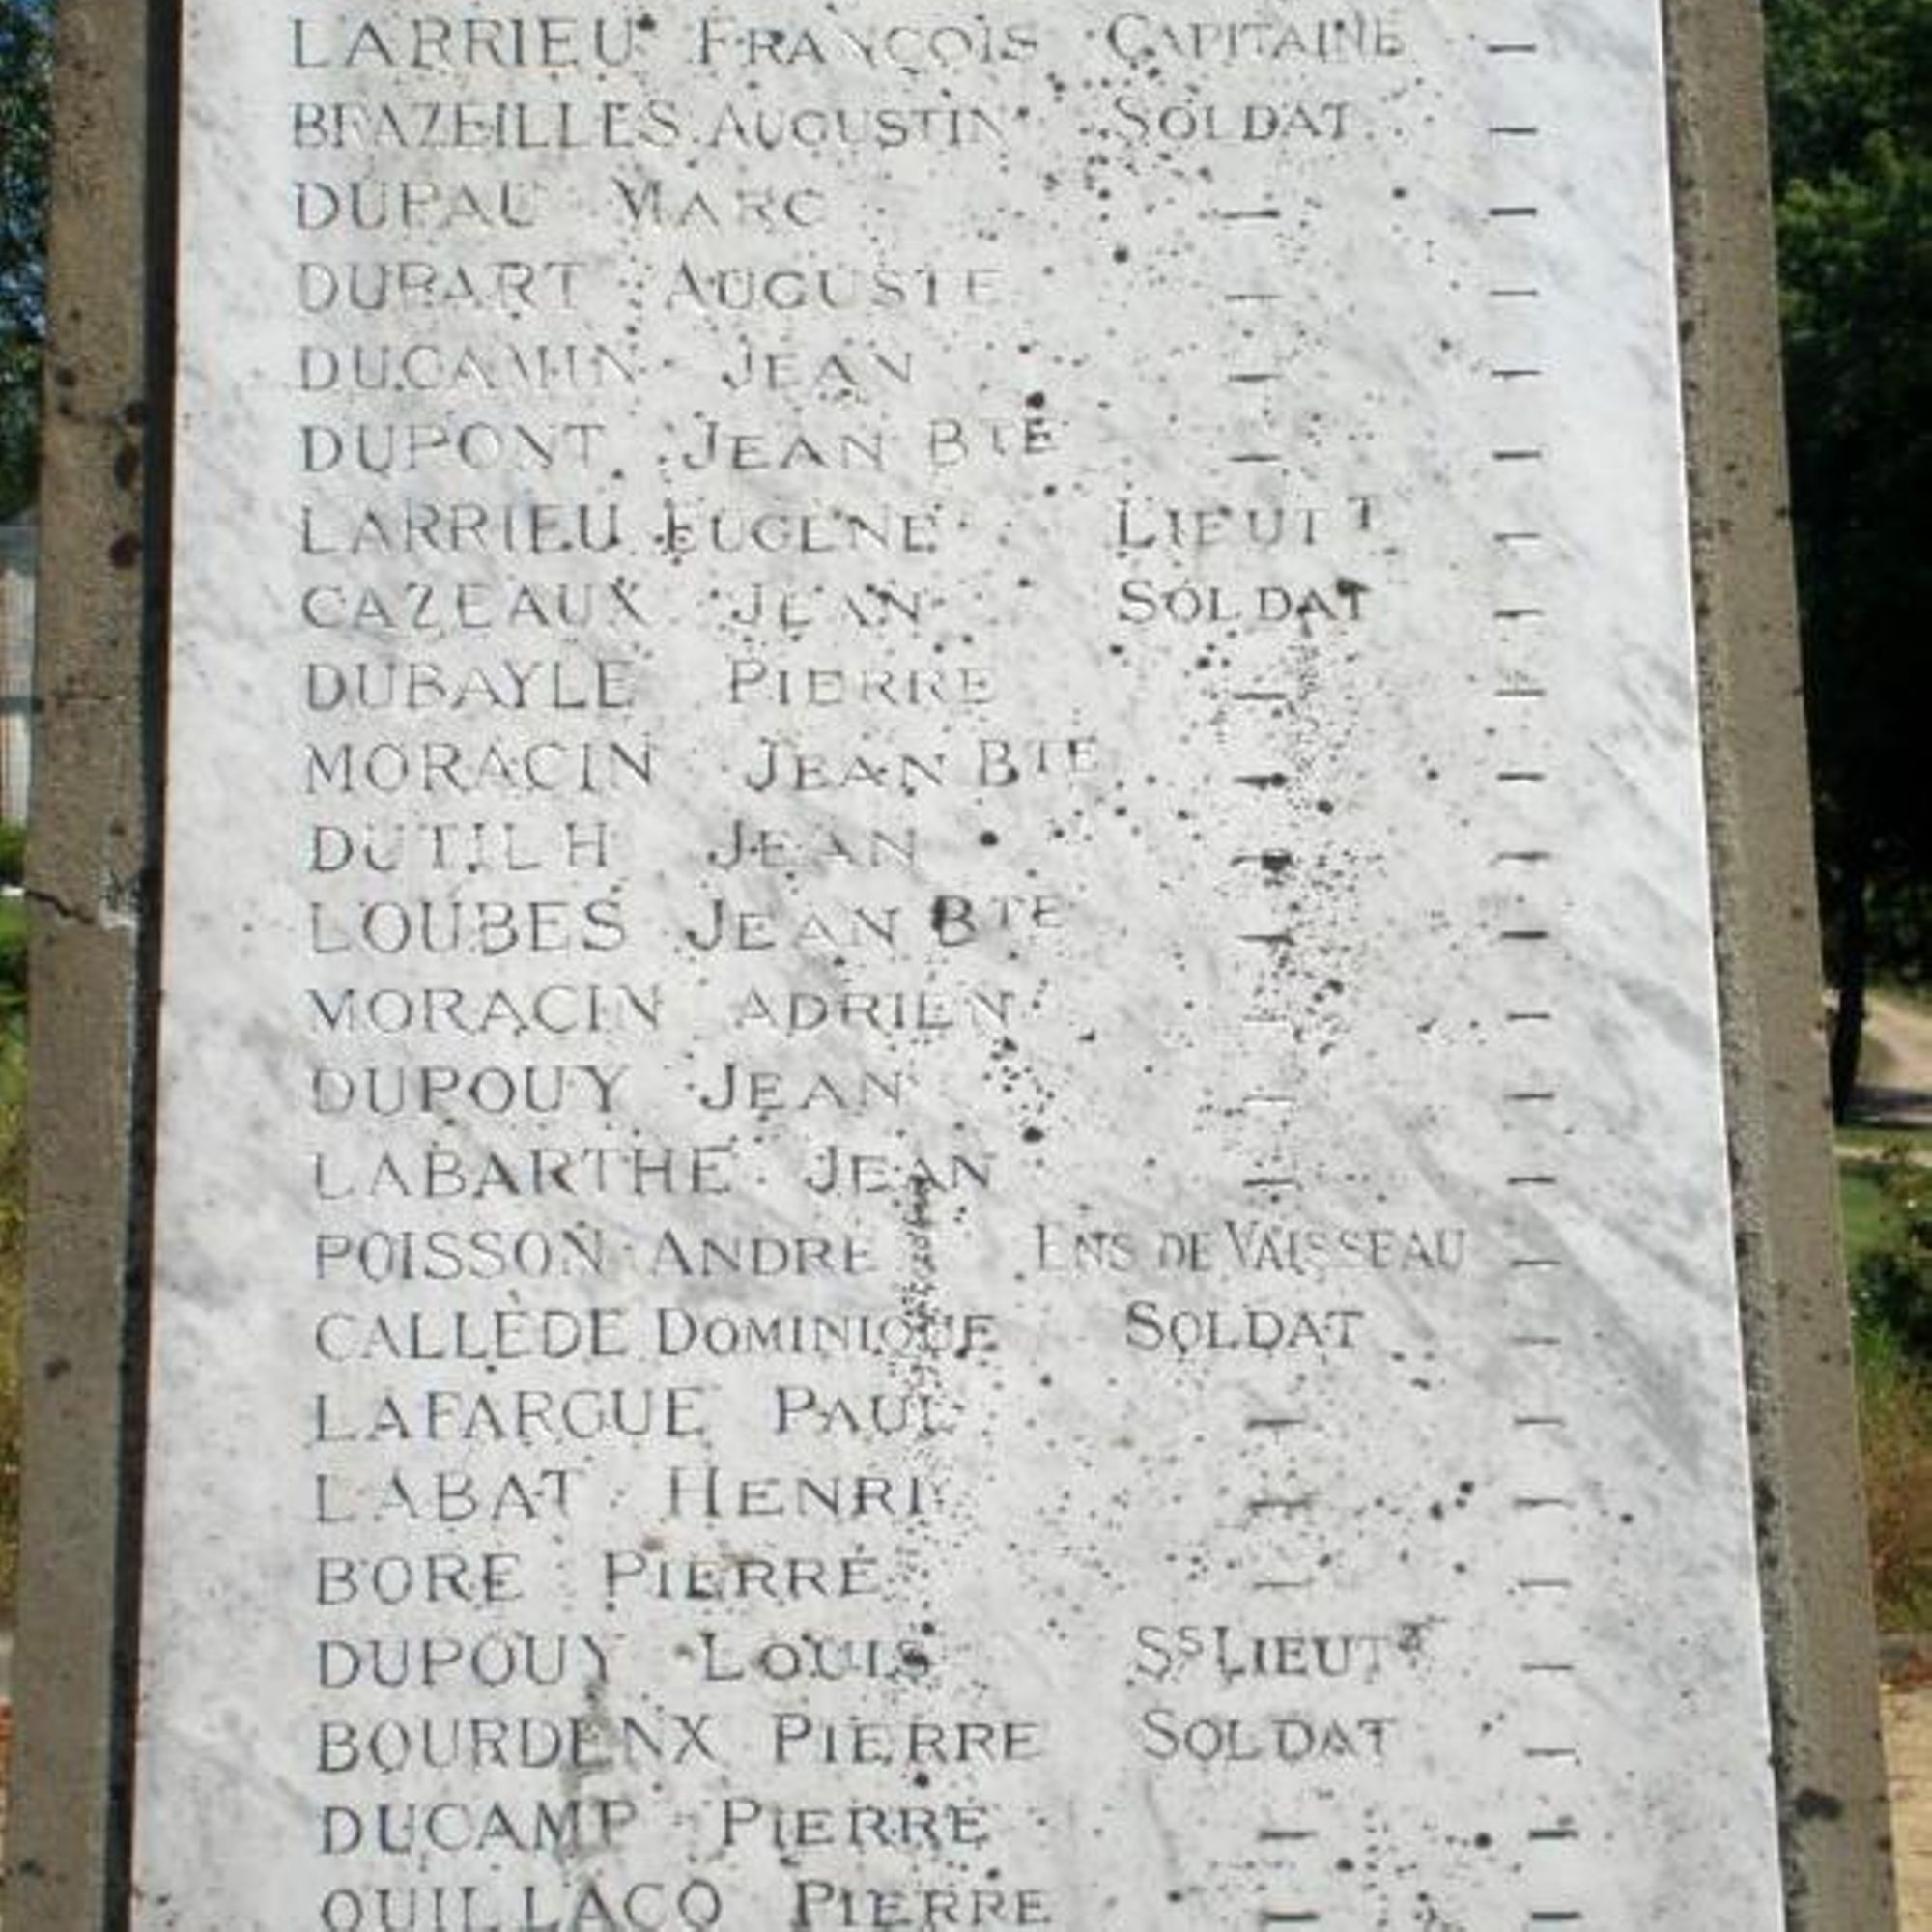 LARRIEU FRANÇOIS CAPITAINE —
BRAZEILLES AUGUSTIN SOLDAT —
DUPAU MARC — —
DUBART AUGUSTE — —
DUCAMIN JEAN — —
DUPONT JEAN BTE — —
LARRIEU EUGÈNE LIEUTT —
CAZEAUX JEAN SOLDAT —
DUBAYLE PIERRE — —
MORACIN JEAN BTE — —
DUTILH JEAN — —
LOUBES JEAN BTE — —
MORACIN ADRIEN — —
DUPOUY JEAN — —
LABARTHE JEAN — —
POISSON ANDRE ENS DE VAISSEAU —
CALLÈDE DOMINIQUE SOLDAT —
LAFARGUE PAUL — —
LABAT HENRI — —
BORE PIERRE — —
DUPOUY LOUIS SS LIEUTT —
BOURDENX PIERRE SOLDAT —
DUCAMP PIERRE — —
QUILLACQ PIERRE — —